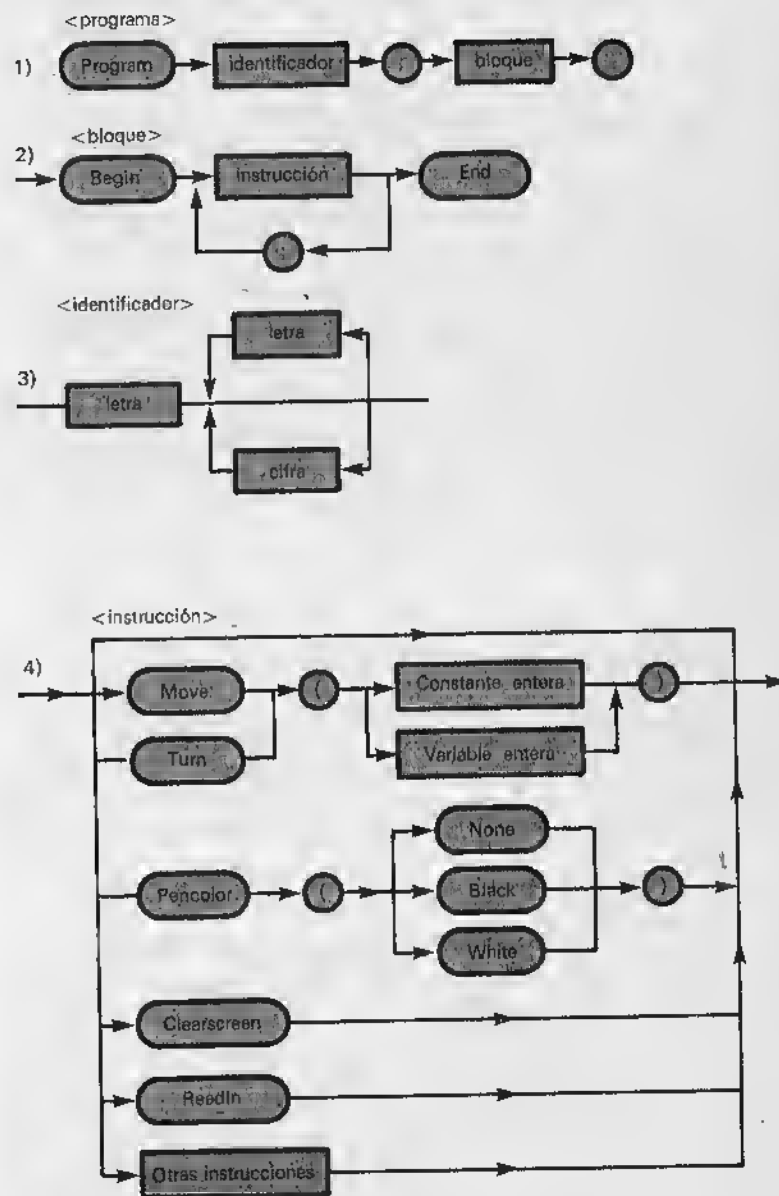 <programa>
1) Program identificador ; bloque .
<bloque>
2) Begin instrucción End
;
<identificador>
letra
3) letra
cifra
<instrucción>
4) Move ( Constante entera )
Turn Variable entera
None
Pencolor ( Black )
White
Clearscreen
Readln
Otras instrucciones